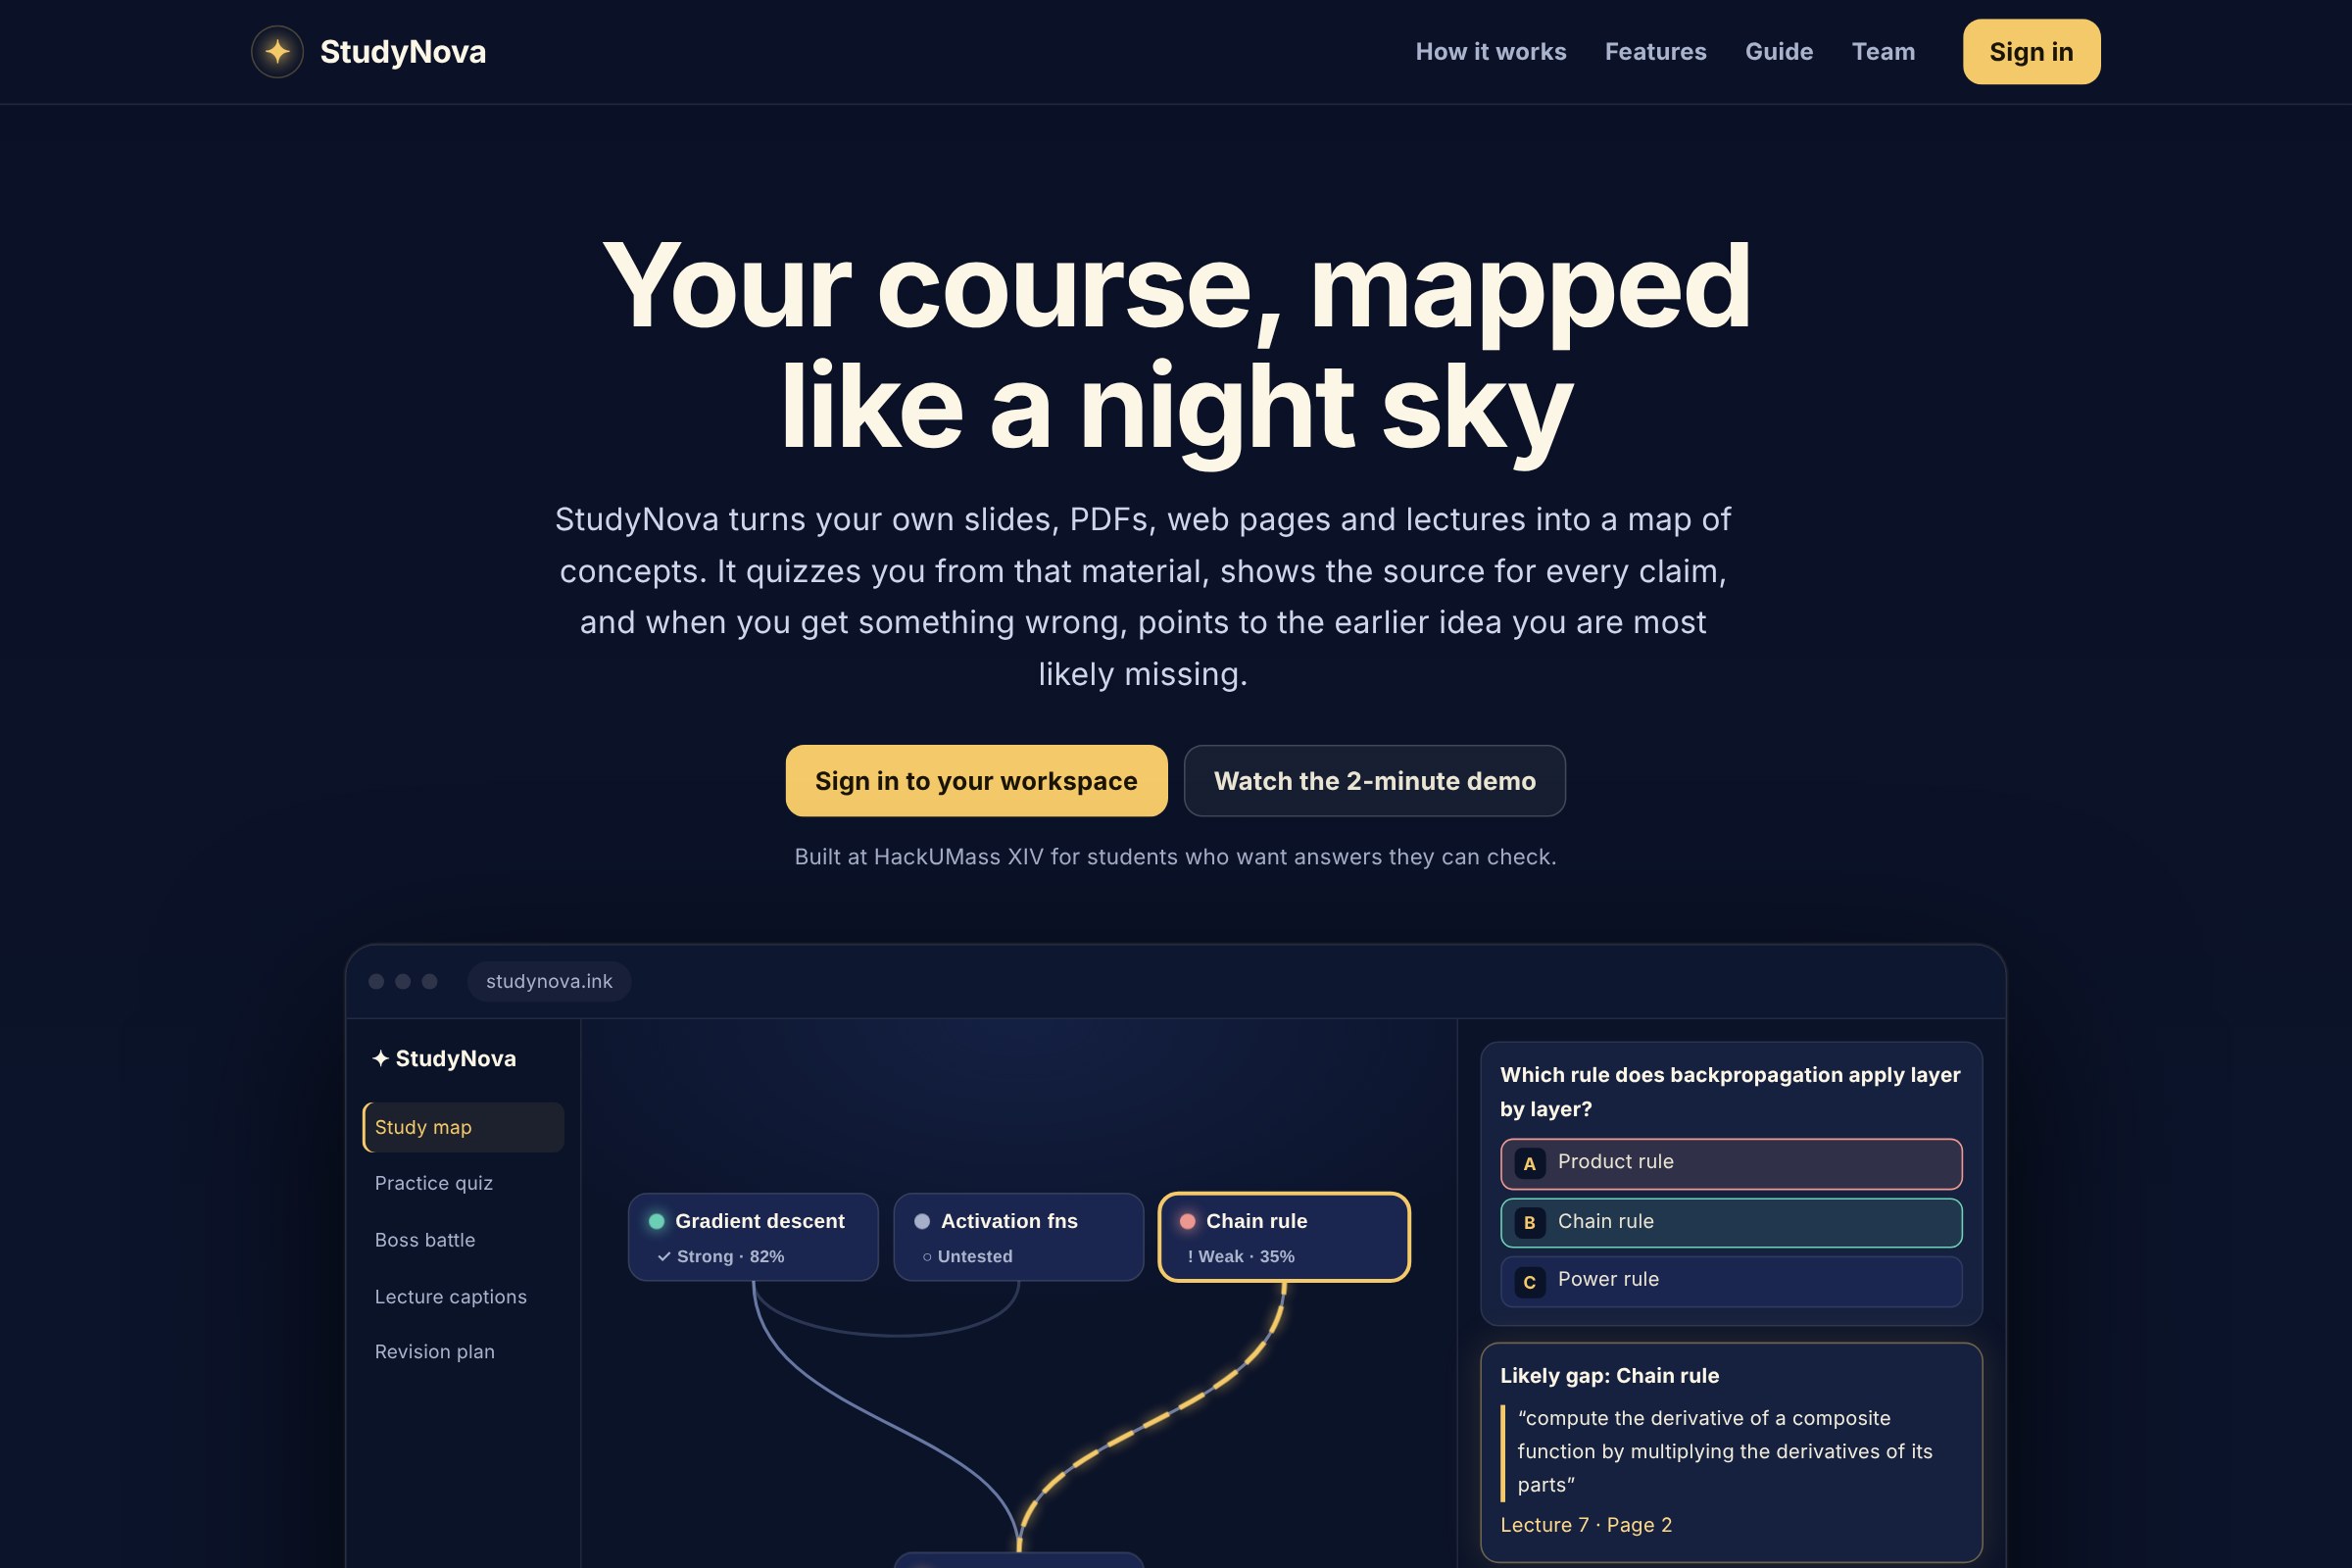 StudyNova
How it works
Features
Guide
Team
Sign in
Your course, mapped
like a night sky
StudyNova turns your own slides, PDFs, web pages and lectures into a map of
concepts. It quizzes you from that material, shows the source for every claim,
and when you get something wrong, points to the earlier idea you are most
likely missing.
Sign in to your workspace
Watch the 2-minute demo
Built at HackUMass XIV for students who want answers they can check.
studynova.ink
✦ StudyNova
Study map
Practice quiz
Boss battle
Lecture captions
Revision plan
Gradient descent
✓ Strong · 82%
Activation fns
○ Untested
Chain rule
! Weak · 35%
Which rule does backpropagation apply layer
by layer?
A Product rule
B Chain rule
C Power rule
Likely gap: Chain rule
“compute the derivative of a composite
function by multiplying the derivatives of its
parts”
Lecture 7 · Page 2